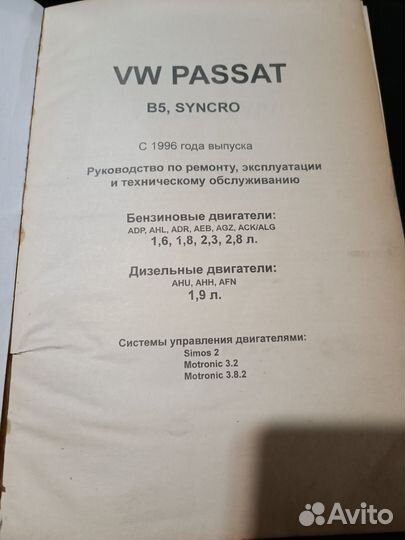 VW PASSAT
B5, SYNCRO
С 1996 года выпуска
Руководство по ремонту, эксплуатации
и техническому обслуживанию
Бензиновые двигатели:
ADP, AHL, ADR, AEB, AGZ, ACK/ALG
1,6, 1,8, 2,3, 2,8 л.
Дизельные двигатели:
AHU, AHH, AFN
1,9 л.
Системы управления двигателями:
Simos 2
Motronic 3.2
Motronic 3.8.2
Avito